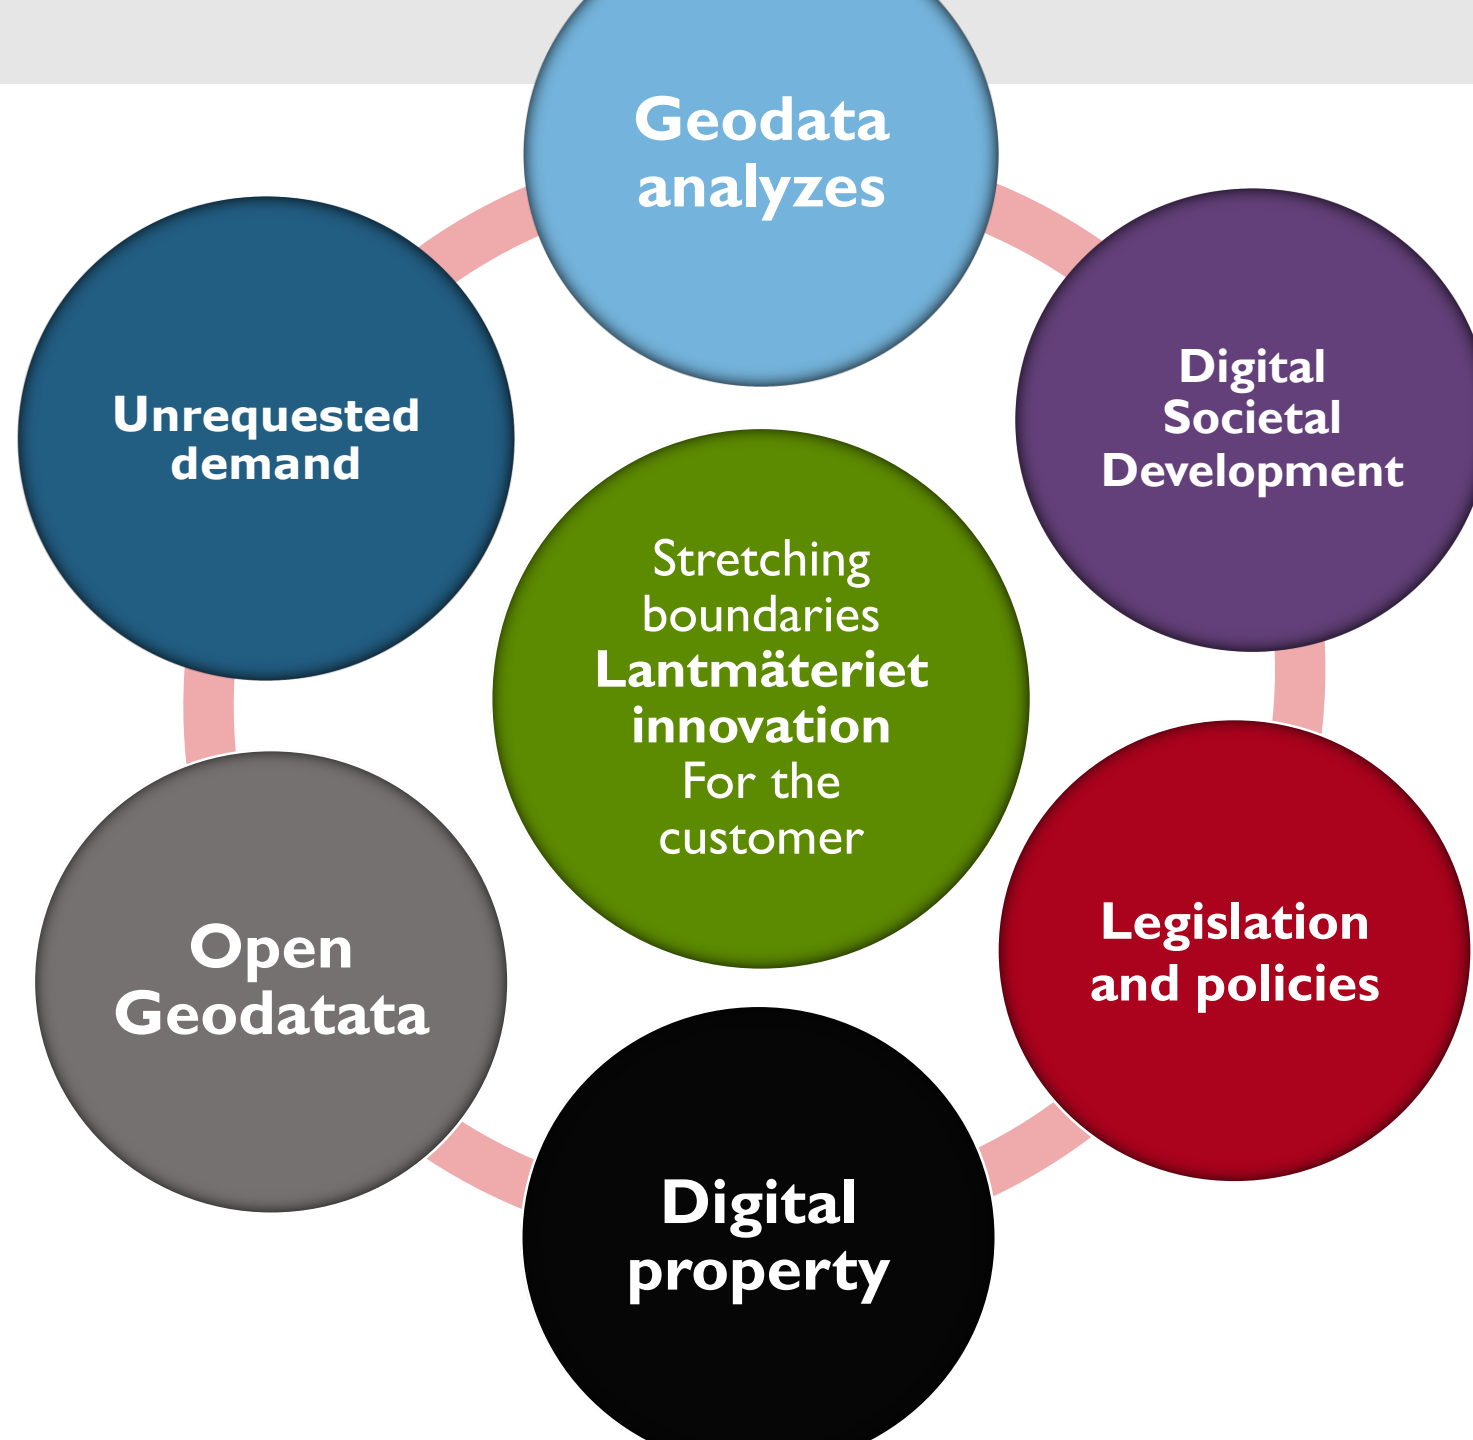 Geodata
analyzes
Digital
Societal
Development
Unrequested
demand
Stretching
boundaries
Lantmäteriet
innovation
For the
customer
Legislation
and policies
Open
Geodatata
Digital
property